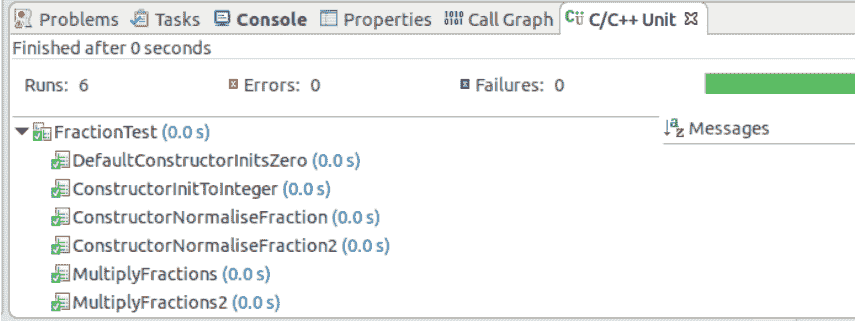 Problems Tasks Console Properties 1010 0101 Call Graph C/C++ Unit
Finished after 0 seconds
Runs: 6 Errors: 0 Failures: 0
FractionTest (0.0 s)
Messages
DefaultConstructorInitsZero (0.0 s)
ConstructorInitToInteger (0.0 s)
ConstructorNormaliseFraction (0.0 s)
ConstructorNormaliseFraction2 (0.0 s)
MultiplyFractions (0.0 s)
MultiplyFractions2 (0.0 s)